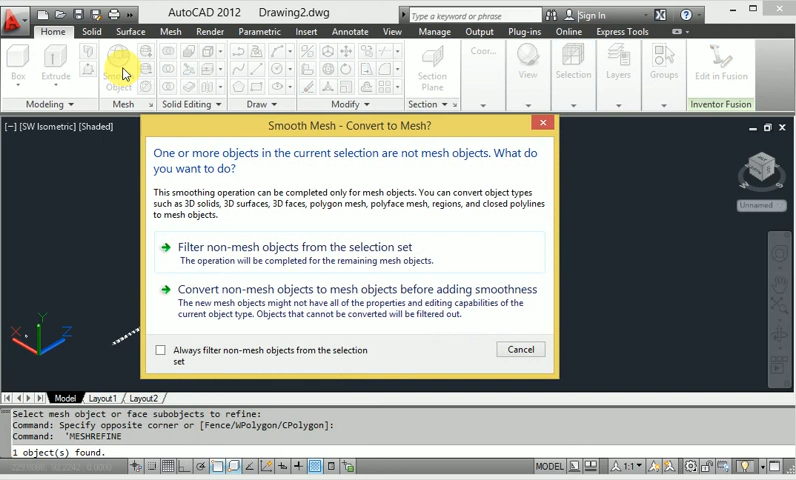 AutoCAD 2012 Drawing2.dwg
Type a keyword or phrase
Sign In
Home Solid Surface Mesh Render Parametric Insert Annotate View Manage Output Plug-ins Online Express Tools
Box
Extrude
Smooth
Object
Section
Plane
Coor...
View
Selection
Layers
Groups
Edit in Fusion
Modeling
Mesh
Solid Editing
Draw
Modify
Section
Inventor Fusion
[−] [SW Isometric] [Shaded]
Smooth Mesh - Convert to Mesh?
One or more objects in the current selection are not mesh objects. What do
you want to do?
This smoothing operation can be completed only for mesh objects. You can convert object types
such as 3D solids, 3D surfaces, 3D faces, polygon mesh, polyface mesh, regions, and closed polylines
to mesh objects.
Filter non-mesh objects from the selection set
The operation will be completed for the remaining mesh objects.
Convert non-mesh objects to mesh objects before adding smoothness
The new mesh objects might not have all of the properties and editing capabilities of the
current object type. Objects that cannot be converted will be filtered out.
Always filter non-mesh objects from the selection
set
Cancel
W S
Unnamed
X Y Z
Model Layout1 Layout2
Select mesh object or face subobjects to refine:
Command: Specify opposite corner or [Fence/WPolygon/CPolygon]:
Command: 'MESHREFINE
1 object(s) found.
MODEL
1:1